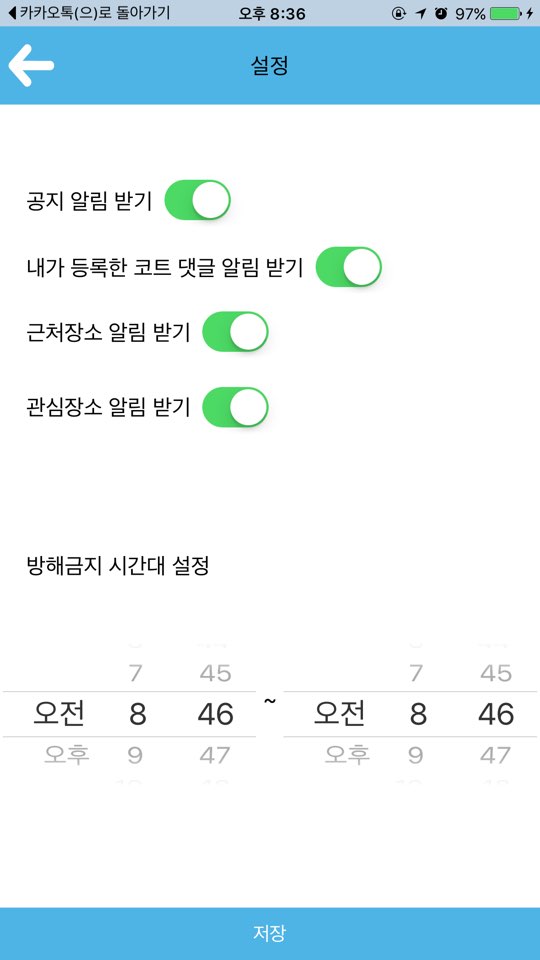 카카오톡(으)로 돌아가기 오후 8:36 97%
설정
공지 알림 받기
내가 등록한 코트 댓글 알림 받기
근처장소 알림 받기
관심장소 알림 받기
방해금지 시간대 설정
7 45 7 45
오전 8 46 ~ 오전 8 46
오후 9 47 오후 9 47
저장